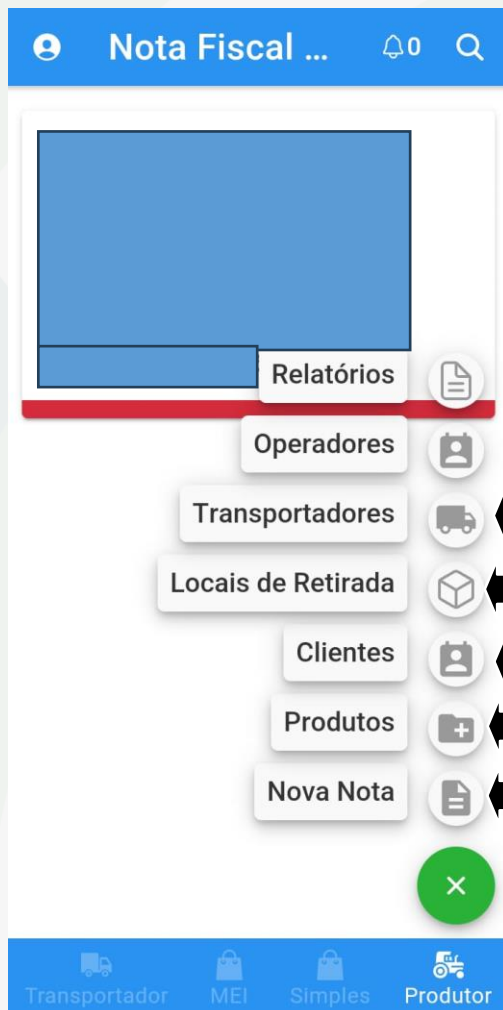 Nota Fiscal ... 0
Relatórios
Operadores
Transportadores
Locais de Retirada
Clientes
Produtos
Nova Nota
Transportador MEI Simples Produtor